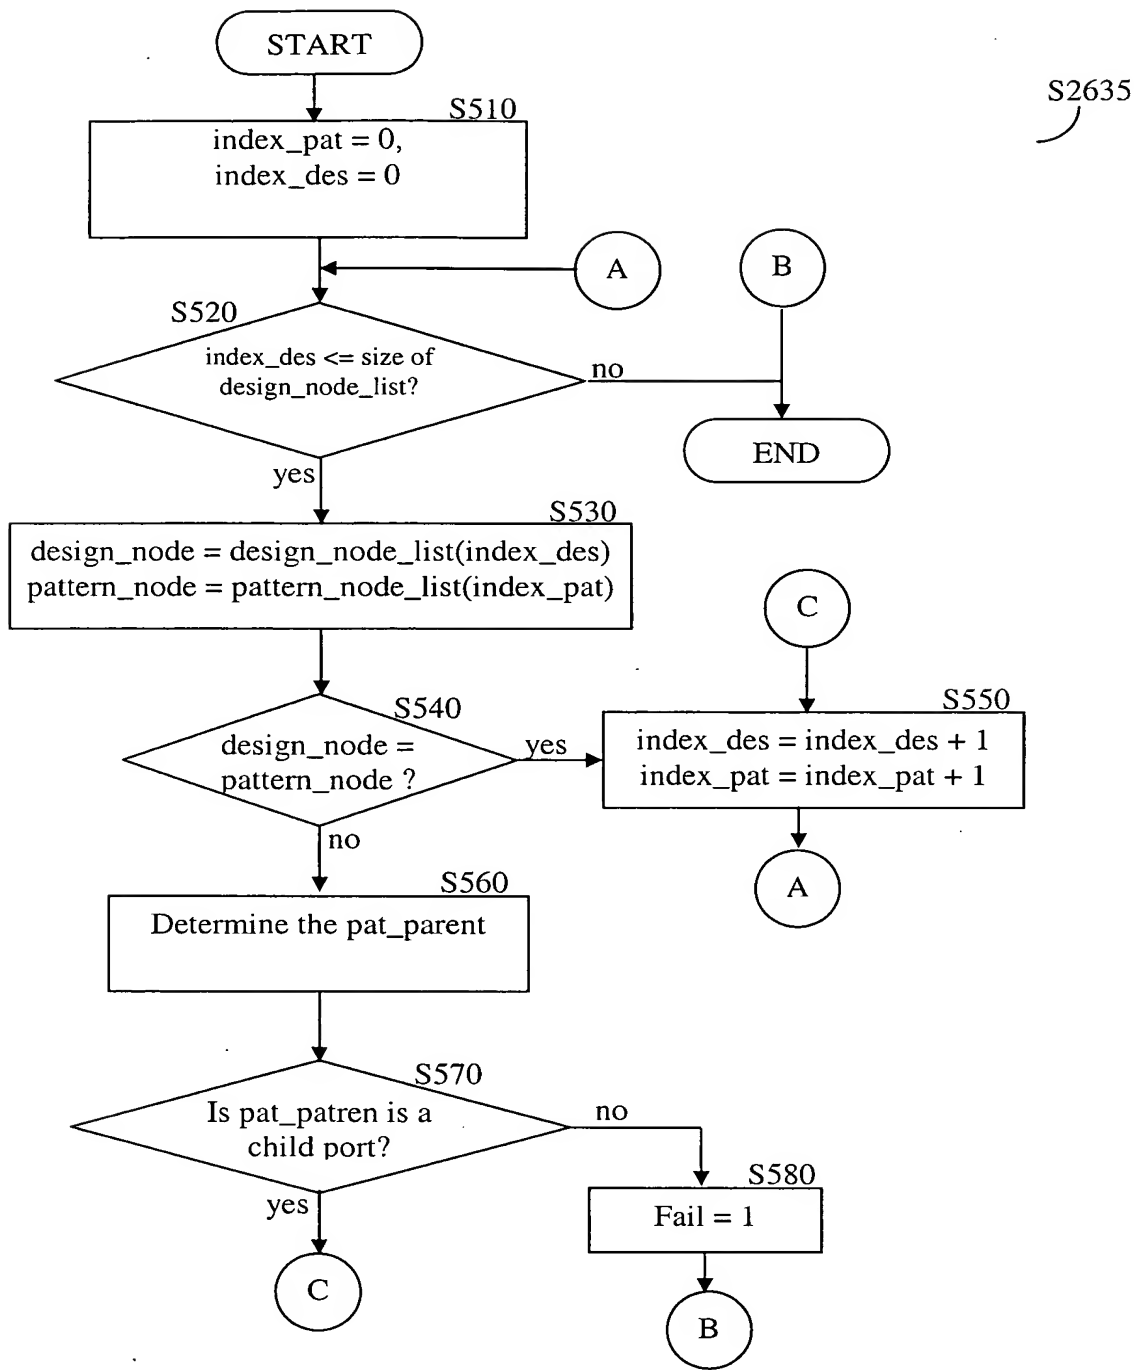 START
S2635
S510
index_pat = 0,
index_des = 0
A
B
S520
index_des <= size of
design_node_list?
no
END
yes
S530
design_node = design_node_list(index_des)
pattern_node = pattern_node_list(index_pat)
C
S540
design_node =
pattern_node ?
yes
S550
index_des = index_des + 1
index_pat = index_pat + 1
no
A
S560
Determine the pat_parent
S570
Is pat_patren is a
child port?
no
yes
S580
Fail = 1
C
B